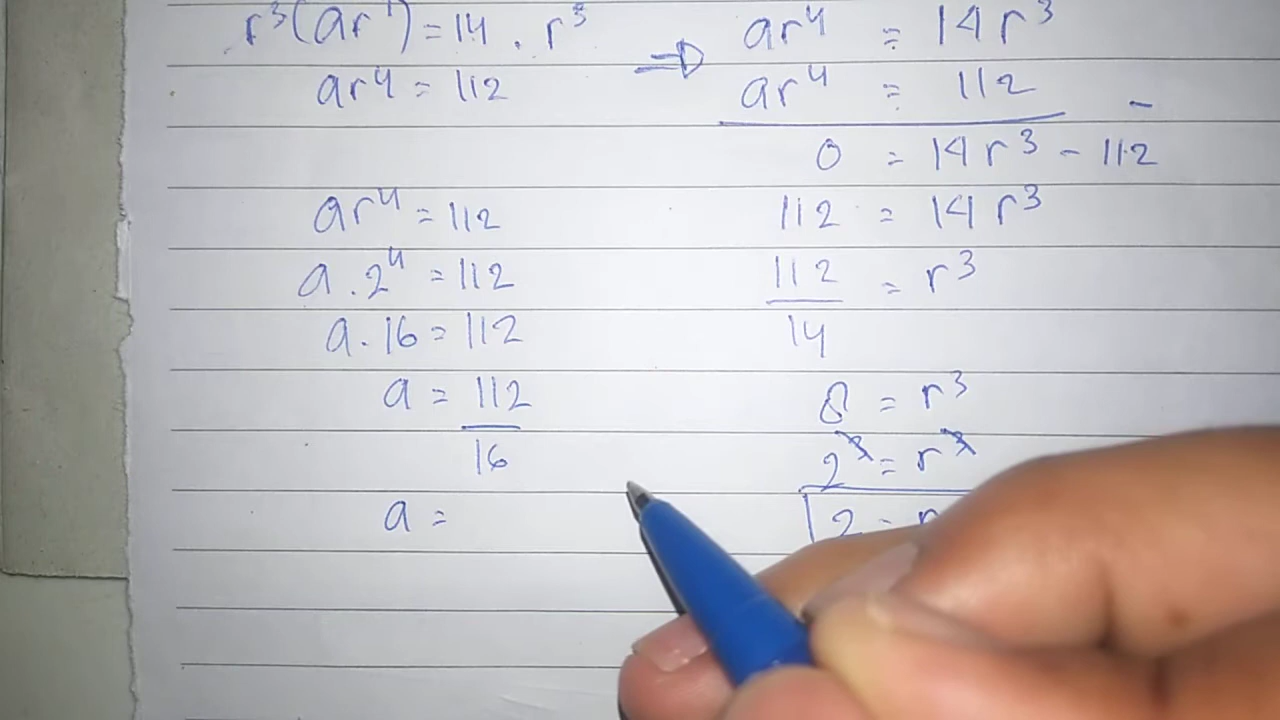 r³(ar¹) = 14 . r³
ar⁴ = 112
ar⁴ = 112
a . 2⁴ = 112
a . 16 = 112
a = 112
16
a =
⇒ ar⁴ = 14r³
ar⁴ = 112 -
0 = 14r³ - 112
112 = 14r³
112 = r³
14
8 = r³
2³ = r³
2 = r